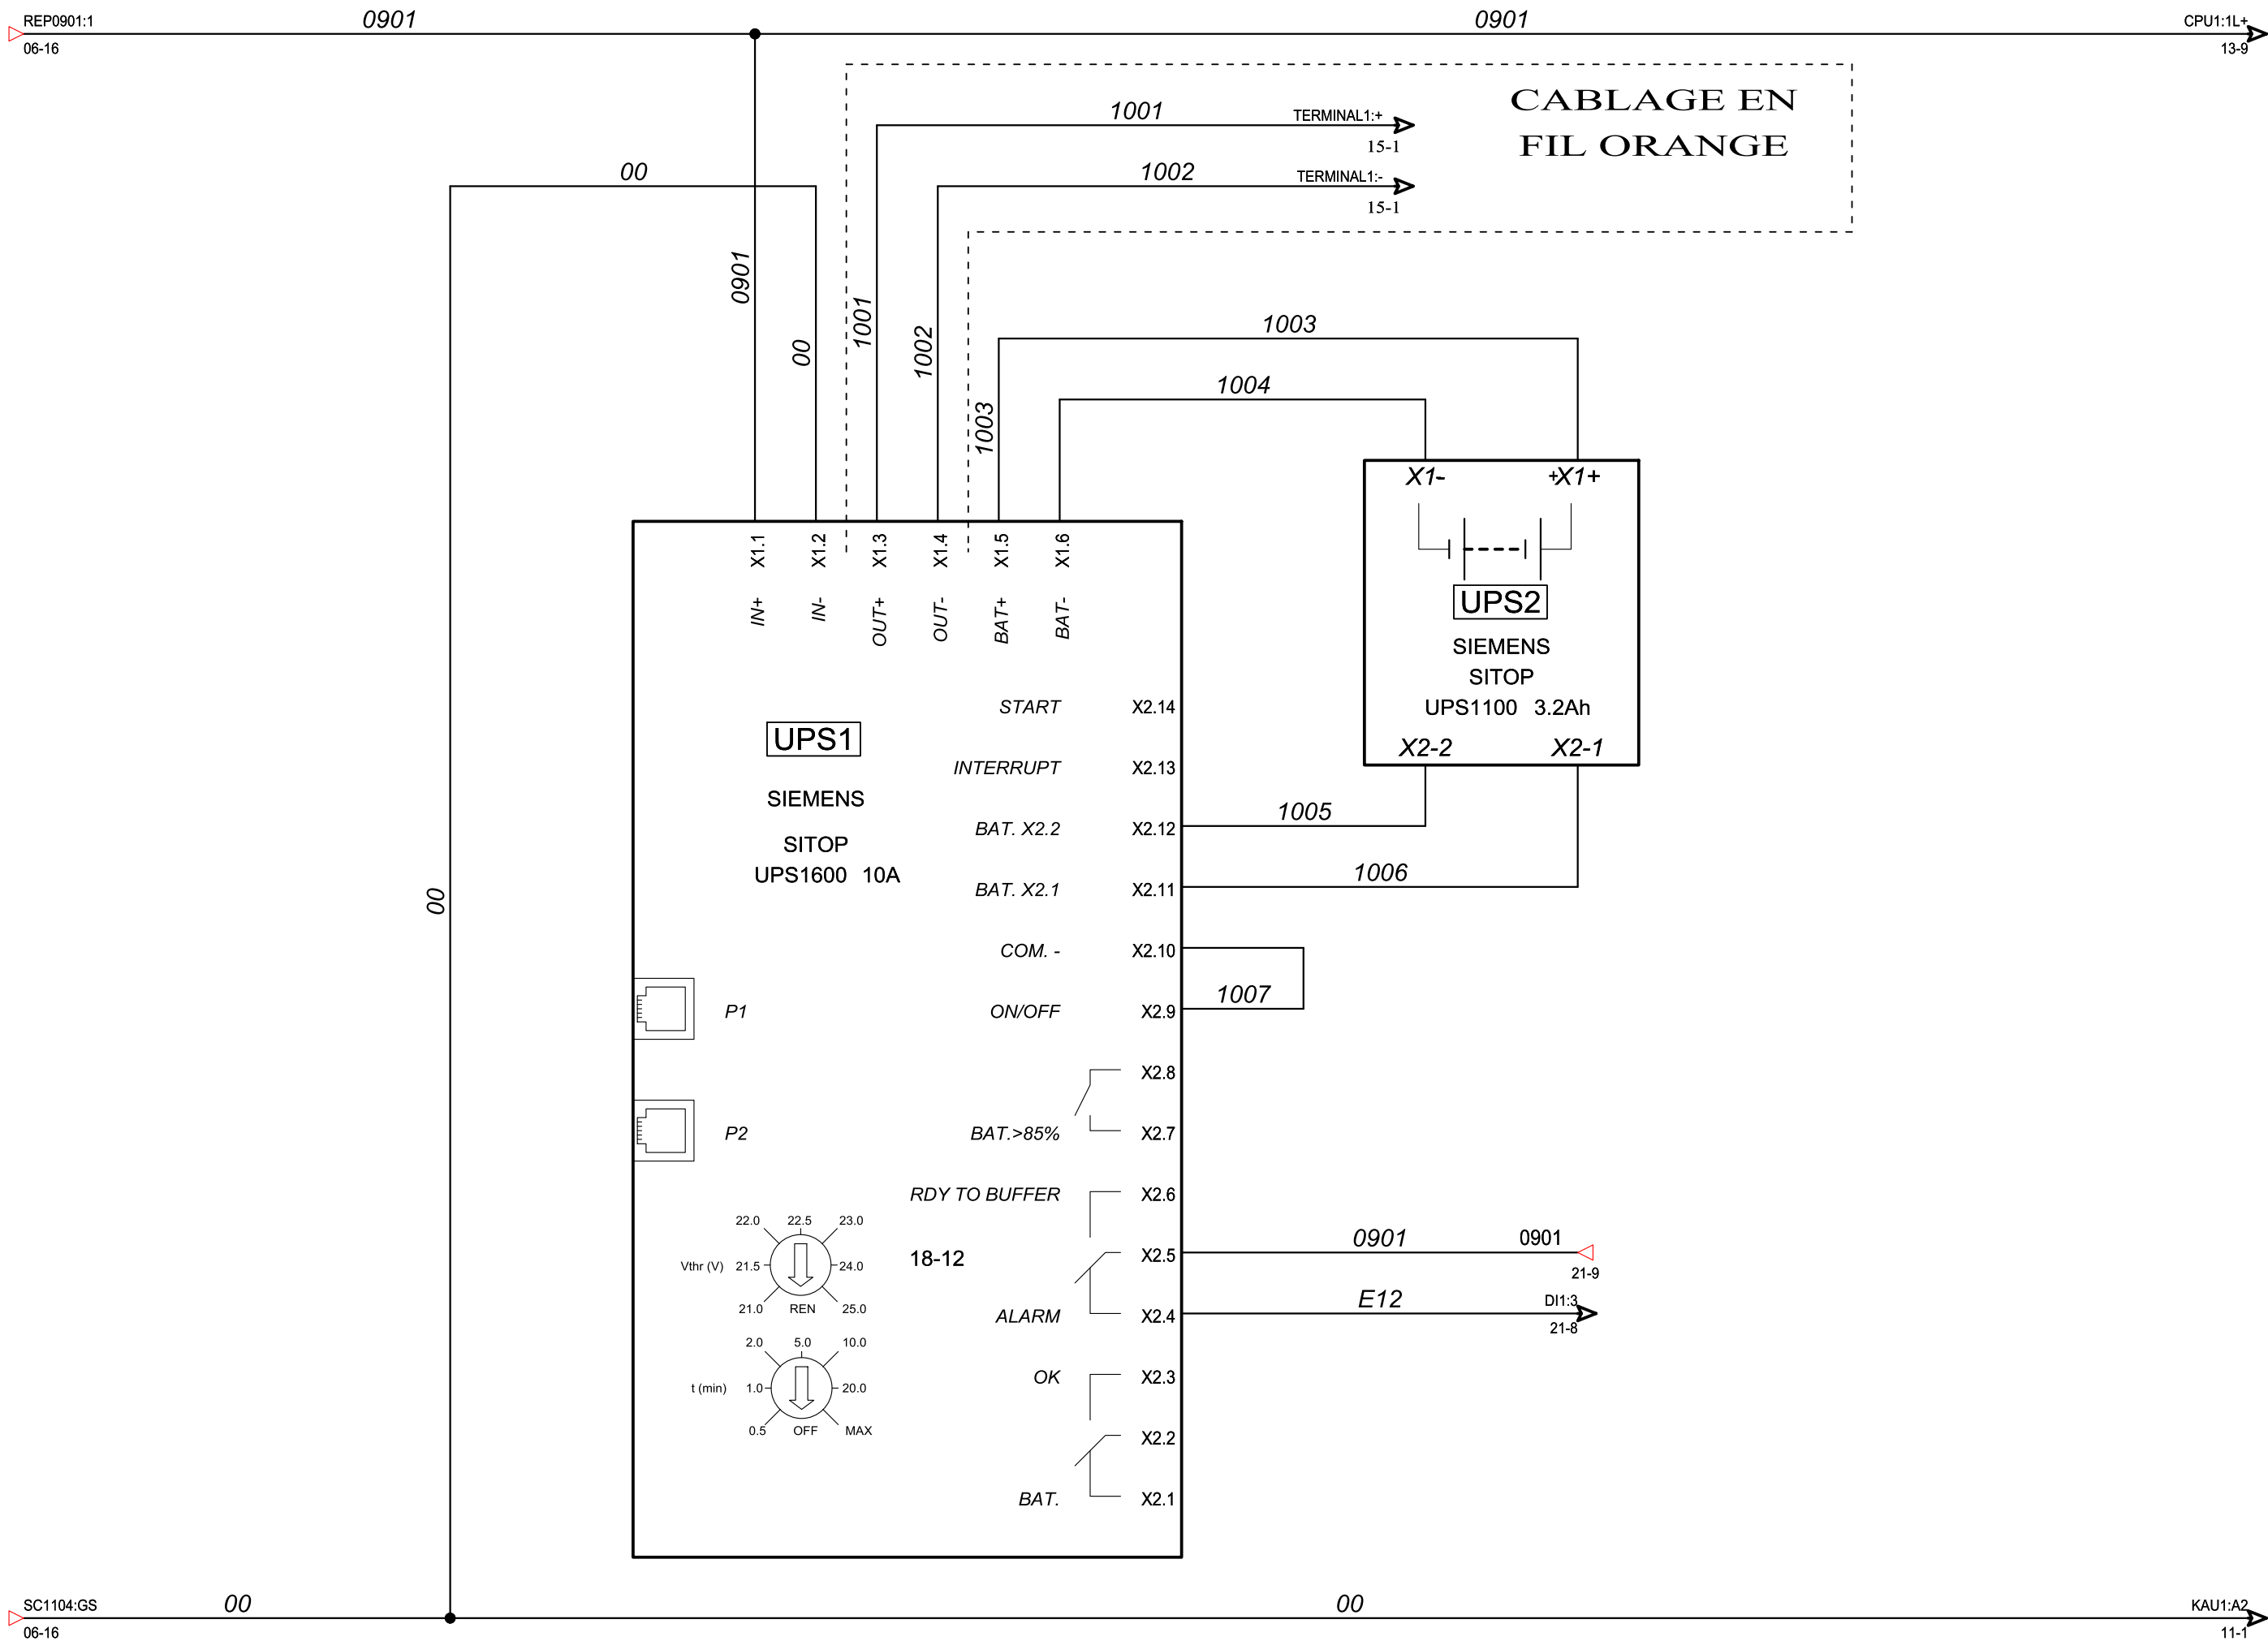 REP0901:1
0901
0901
CPU1:1L+
06-16
13-9
CABLAGE EN
FIL ORANGE
1001
TERMINAL1:+
15-1
00
1002
TERMINAL1:-
15-1
0901
00
1001
1002
1003
1003
1004
X1-
+X1+
UPS2
SIEMENS
SITOP
UPS1100 3.2Ah
X2-2
X2-1
X1.1
X1.2
X1.3
X1.4
X1.5
X1.6
IN+
IN-
OUT+
OUT-
BAT+
BAT-
START X2.14
UPS1
INTERRUPT X2.13
SIEMENS
SITOP
UPS1600 10A
BAT. X2.2 X2.12
1005
BAT. X2.1 X2.11
1006
00
COM. - X2.10
P1
ON/OFF X2.9
1007
X2.8
P2
BAT.>85% X2.7
RDY TO BUFFER X2.6
22.0 22.5 23.0
Vthr (V) 21.5 24.0
21.0 REN 25.0
18-12
X2.5
0901
0901
21-9
ALARM X2.4
E12
DI1:3
21-8
2.0 5.0 10.0
t (min) 1.0 20.0
0.5 OFF MAX
OK X2.3
X2.2
BAT. X2.1
SC1104:GS
00
00
KAU1:A2
06-16
11-1